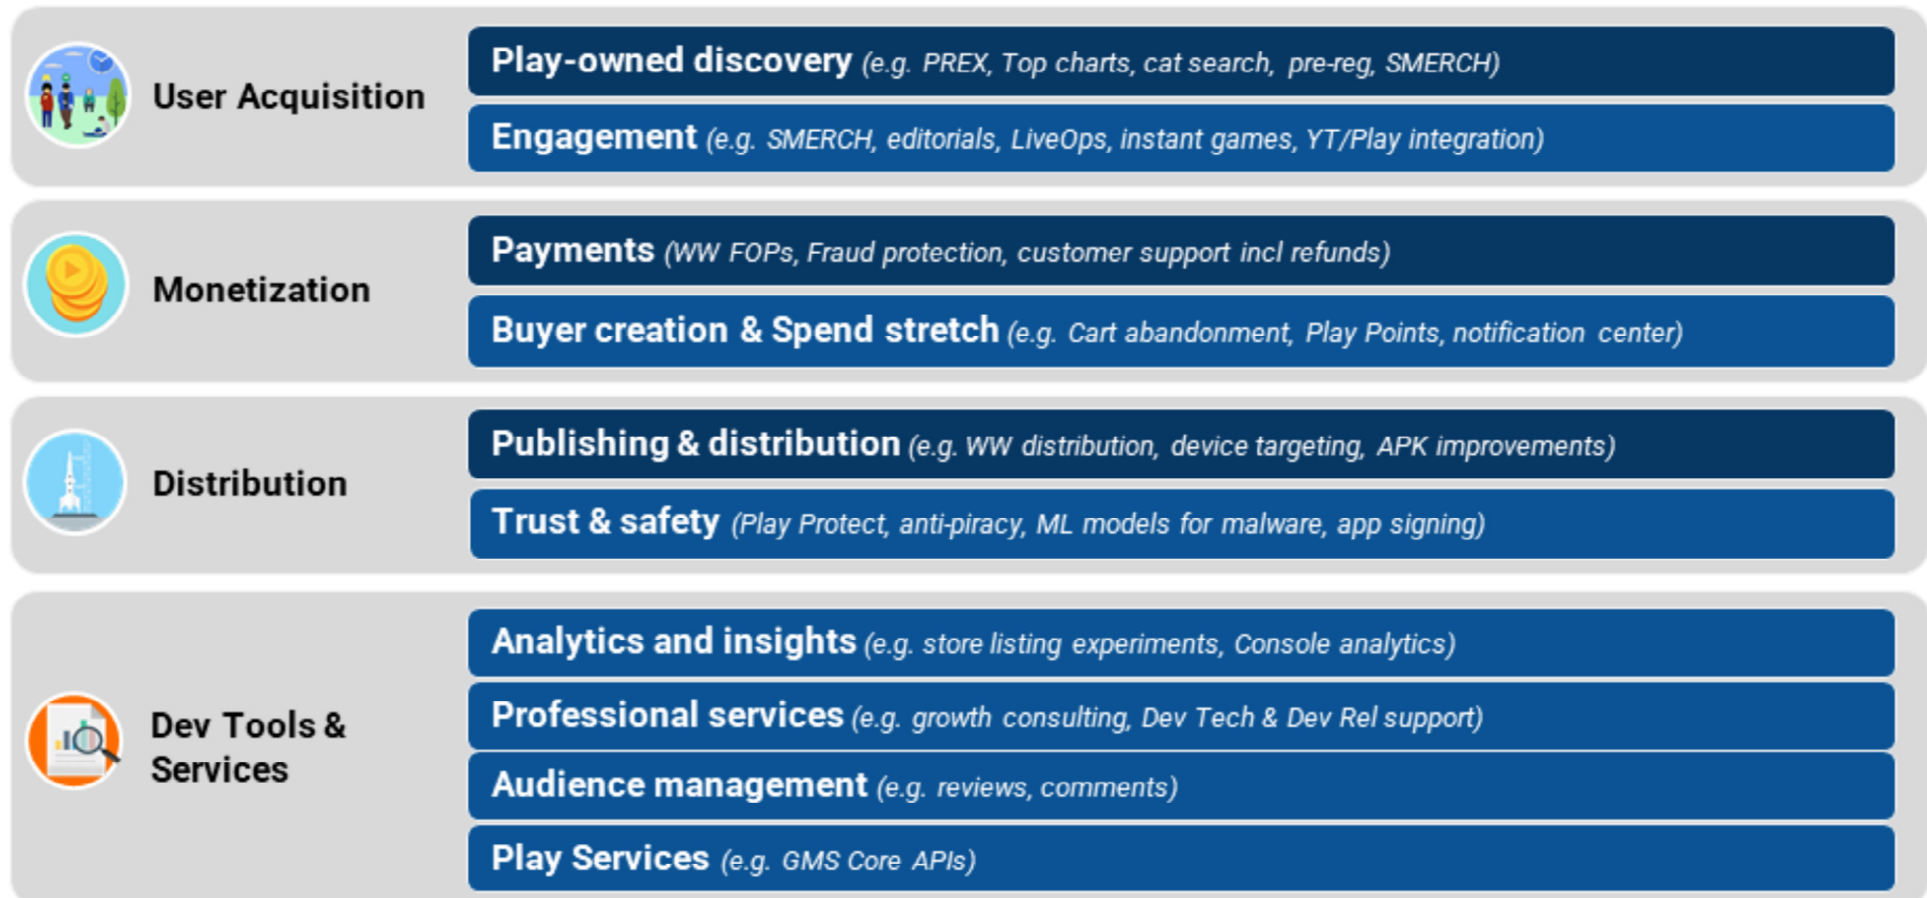 User Acquisition
Play-owned discovery (e.g. PREX, Top charts, cat search, pre-reg, SMERCH)
Engagement (e.g. SMERCH, editorials, LiveOps, instant games, YT/Play integration)
Monetization
Payments (WW FOPs, Fraud protection, customer support incl refunds)
Buyer creation & Spend stretch (e.g. Cart abandonment, Play Points, notification center)
Distribution
Publishing & distribution (e.g. WW distribution, device targeting, APK improvements)
Trust & safety (Play Protect, anti-piracy, ML models for malware, app signing)
Dev Tools &
Services
Analytics and insights (e.g. store listing experiments, Console analytics)
Professional services (e.g. growth consulting, Dev Tech & Dev Rel support)
Audience management (e.g. reviews, comments)
Play Services (e.g. GMS Core APIs)